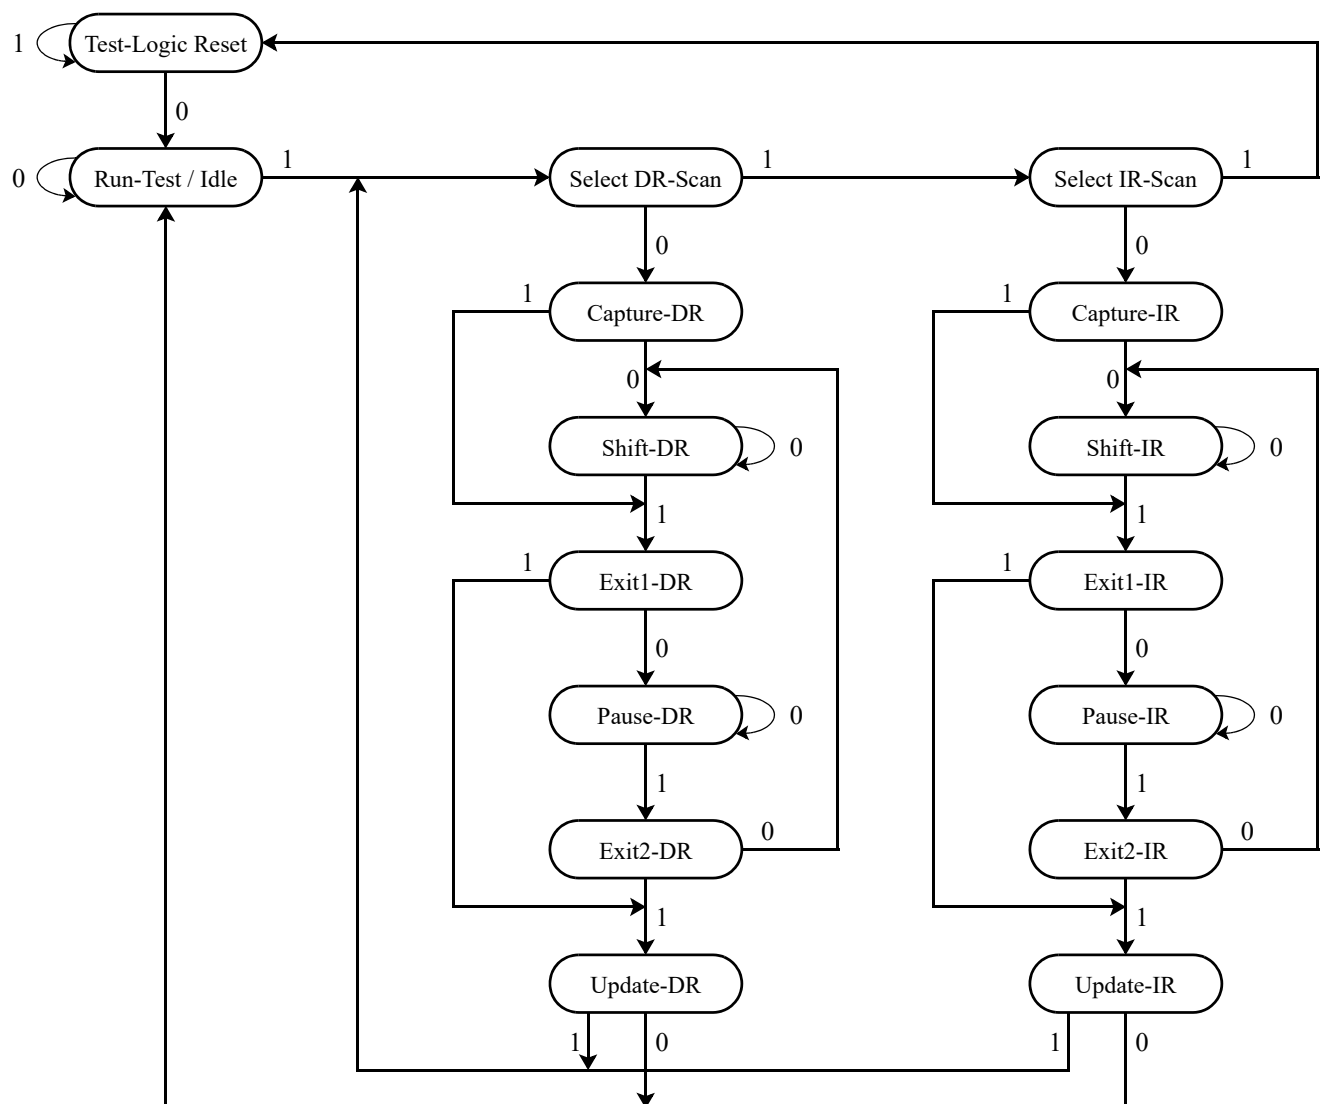 1
Test-Logic Reset
0
0
Run-Test / Idle
1
Select DR-Scan
1
Select IR-Scan
1
0
0
1
Capture-DR
1
Capture-IR
0
0
Shift-DR
0
Shift-IR
0
1
1
1
Exit1-DR
1
Exit1-IR
0
0
Pause-DR
0
Pause-IR
0
1
1
Exit2-DR
0
Exit2-IR
0
1
1
Update-DR
Update-IR
1
0
1
0